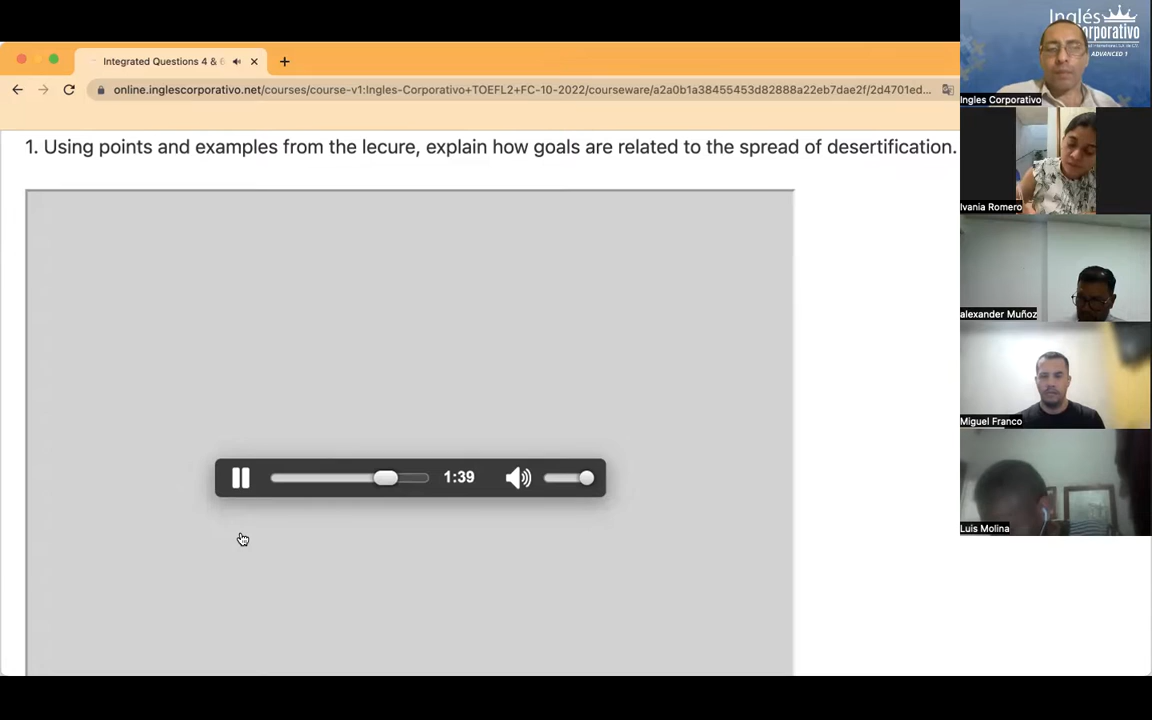 Integrated Questions 4 & 6
online.inglescorporativo.net/courses/course-v1:Ingles-Corporativo+TOEFL2+FC-10-2022/courseware/a2a0b1a38455453d82888a22eb7dae2f/2d4701ed...
1. Using points and examples from the lecure, explain how goals are related to the spread of desertification.
1:39
Inglés
Corporativo
ADVANCED 1
Ingles Corporativo
Ivania Romero
alexander Muñoz
Miguel Franco
Luis Molina